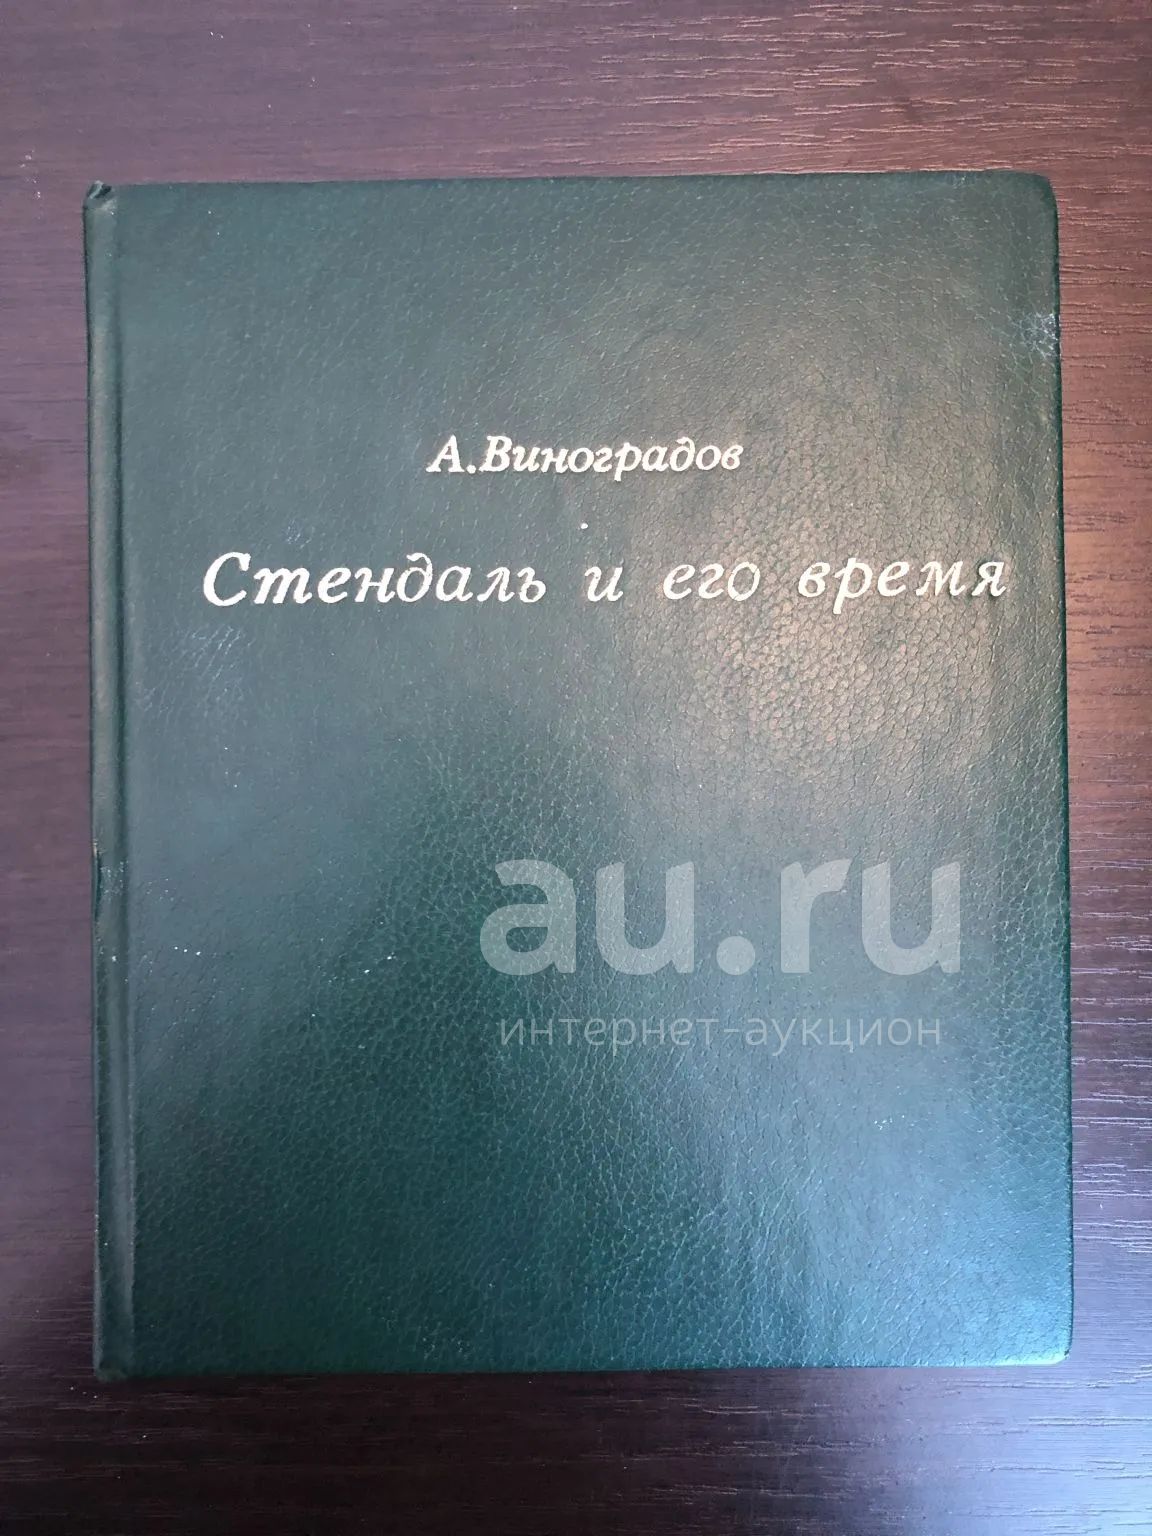 А.Виноградов
Стендаль и его время
au.ru
интернет-аукцион